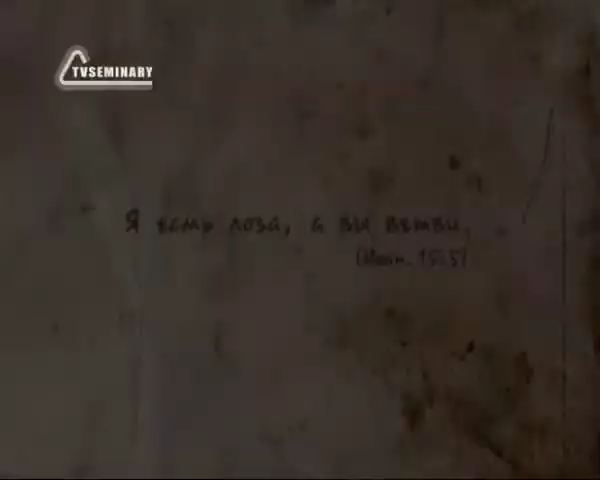 TVSEMINARY
Я есмь лоза, а вы ветви.
(Иоан. 15:5)